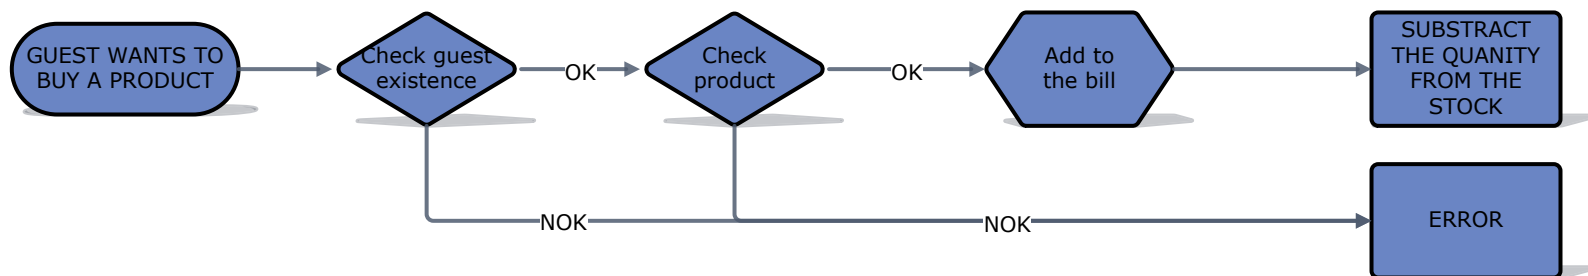 GUEST WANTS TO
BUY A PRODUCT
Check guest
existence
OK
Check
product
OK
Add to
the bill
SUBSTRACT
THE QUANITY
FROM THE
STOCK
NOK
NOK
ERROR